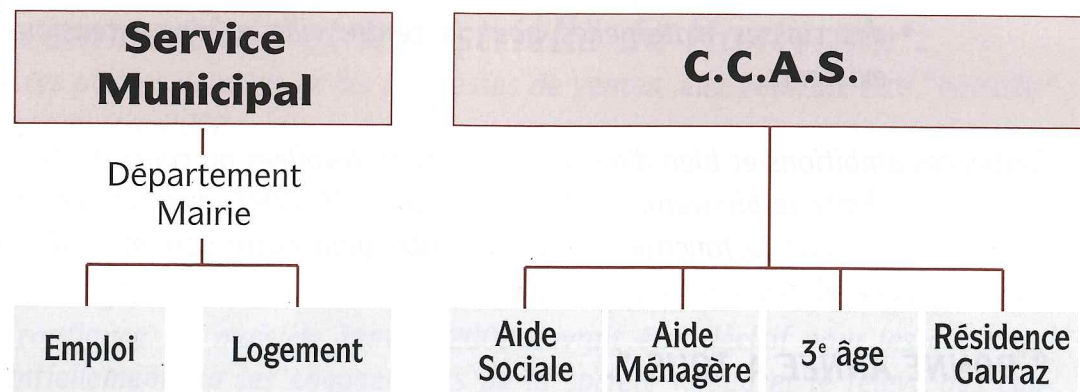 Service
Municipal
Département
Mairie
Emploi
Logement
C.C.A.S.
Aide
Sociale
Aide
Ménagère
3e âge
Résidence
Gauraz